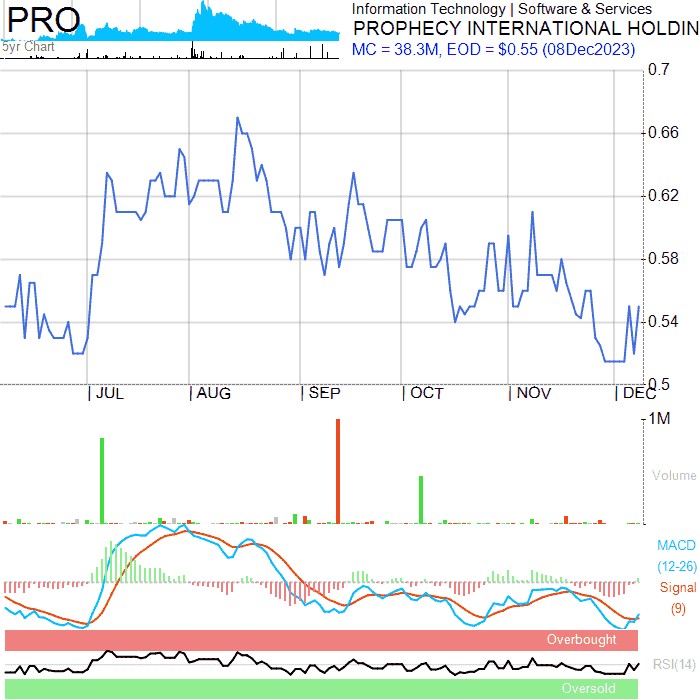 PRO
5yr Chart
Information Technology | Software & Services
PROPHECY INTERNATIONAL HOLDIN
MC = 38.3M, EOD = $0.55 (08Dec2023)
0.7
0.66
0.62
0.58
0.54
0.5
| JUL | AUG | SEP | OCT | NOV | DEC
1M
Volume
MACD
(12-26)
Signal
(9)
Overbought
RSI(14)
Oversold